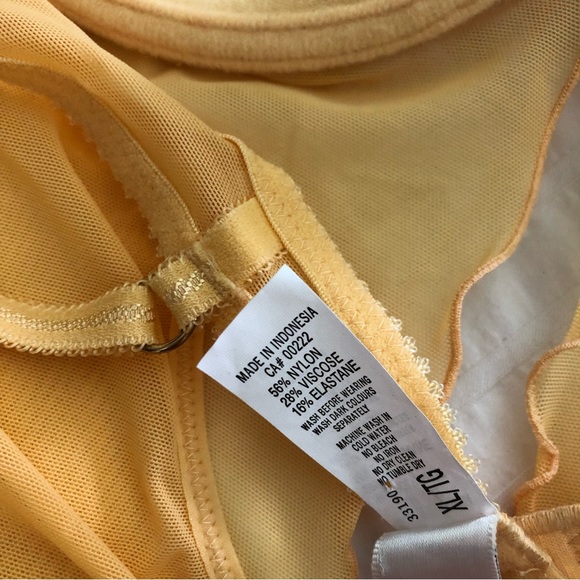 MADE IN INDONESIA
CA# 00222
56% NYLON
28% VISCOSE
16% ELASTANE
WASH BEFORE WEARING
WASH DARK COLOURS
SEPARATELY
MACHINE WASH IN
COLD WATER
NO BLEACH
NO IRON
NO DRY CLEAN
NO TUMBLE DRY
XL/TG
33190